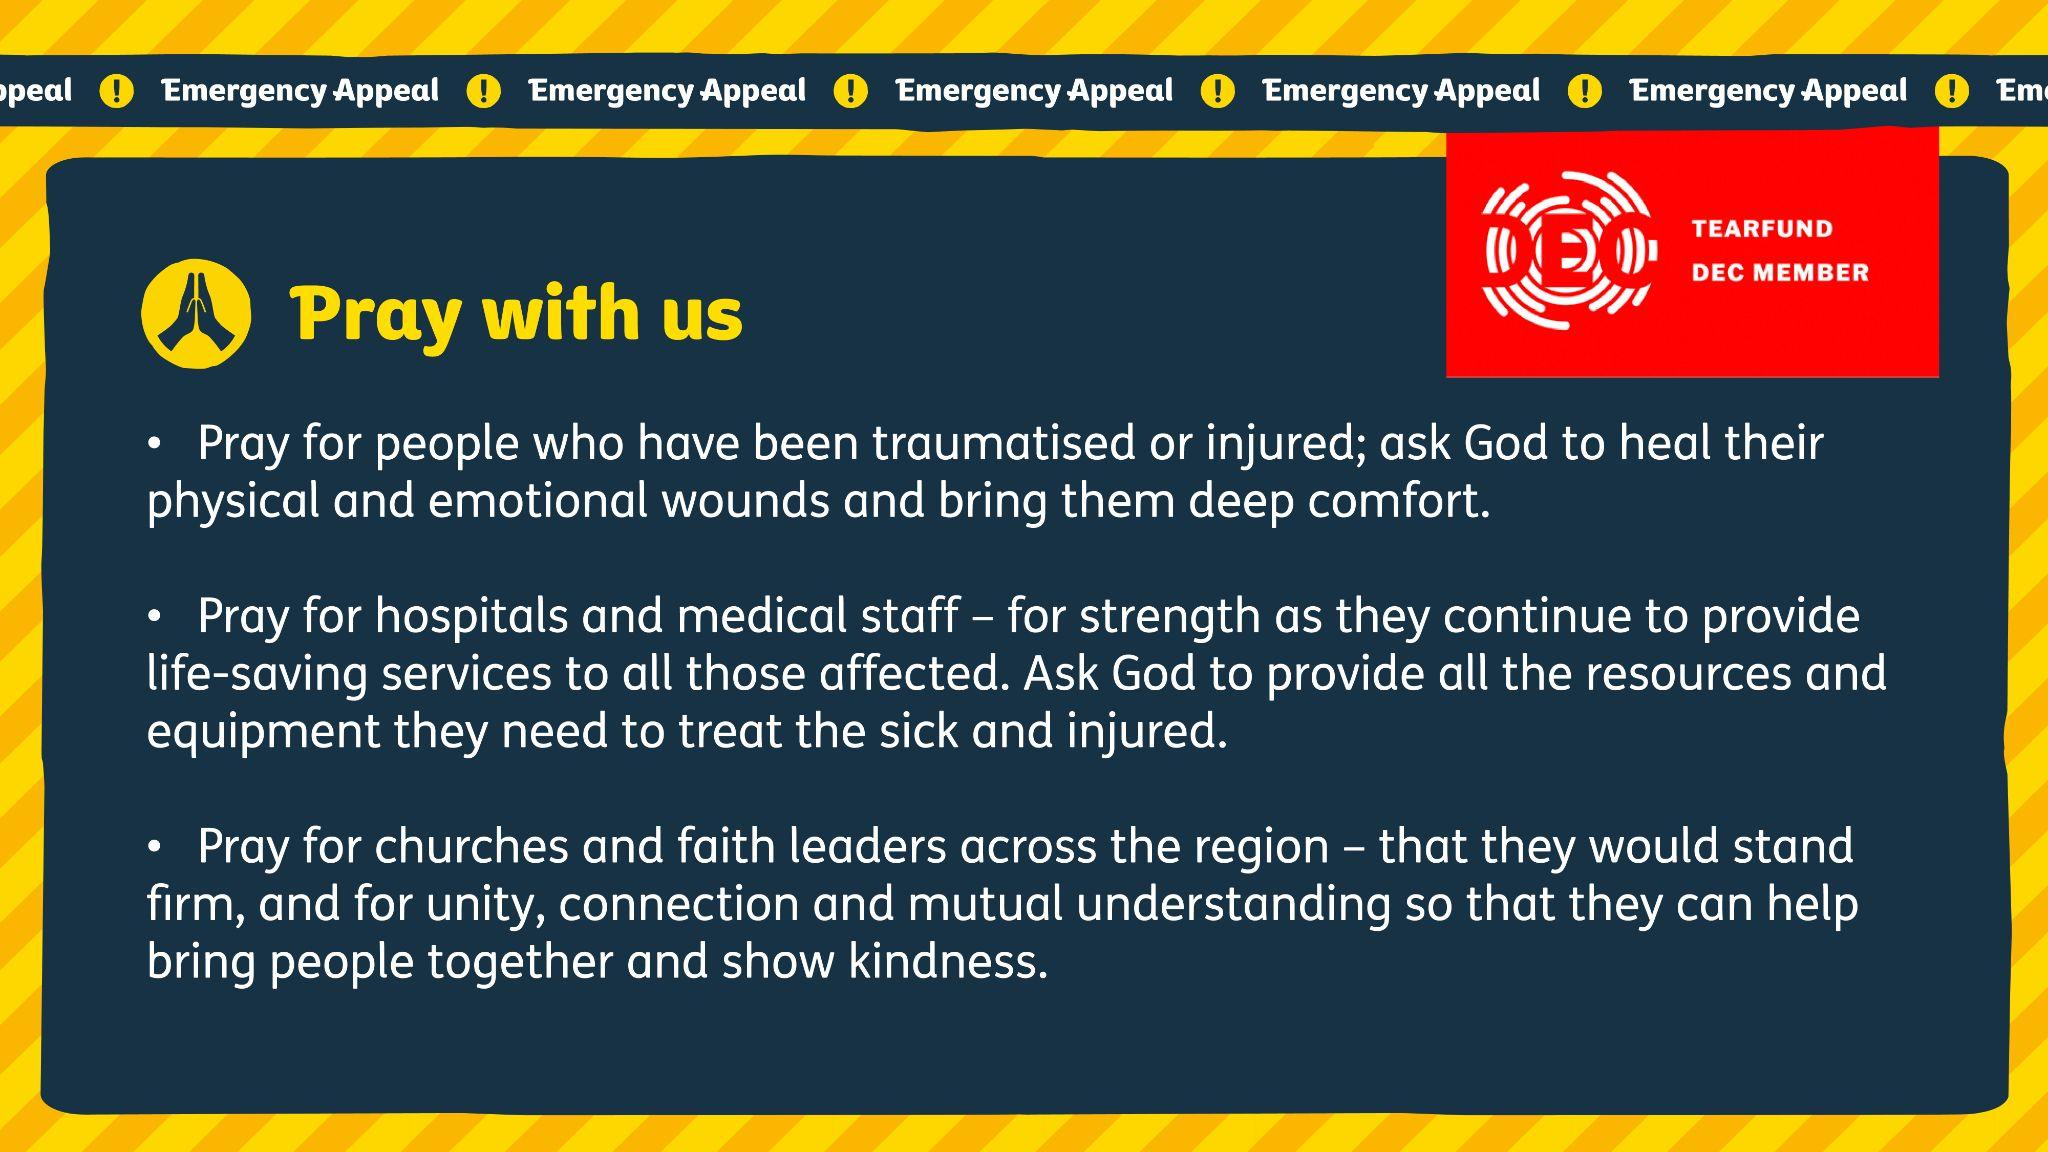 ppeal ! Emergency Appeal ! Emergency Appeal ! Emergency Appeal ! Emergency Appeal ! Emergency Appeal ! Eme
DEC
TEARFUND
DEC MEMBER
Pray with us
• Pray for people who have been traumatised or injured; ask God to heal their
physical and emotional wounds and bring them deep comfort.
• Pray for hospitals and medical staff – for strength as they continue to provide
life-saving services to all those affected. Ask God to provide all the resources and
equipment they need to treat the sick and injured.
• Pray for churches and faith leaders across the region – that they would stand
firm, and for unity, connection and mutual understanding so that they can help
bring people together and show kindness.